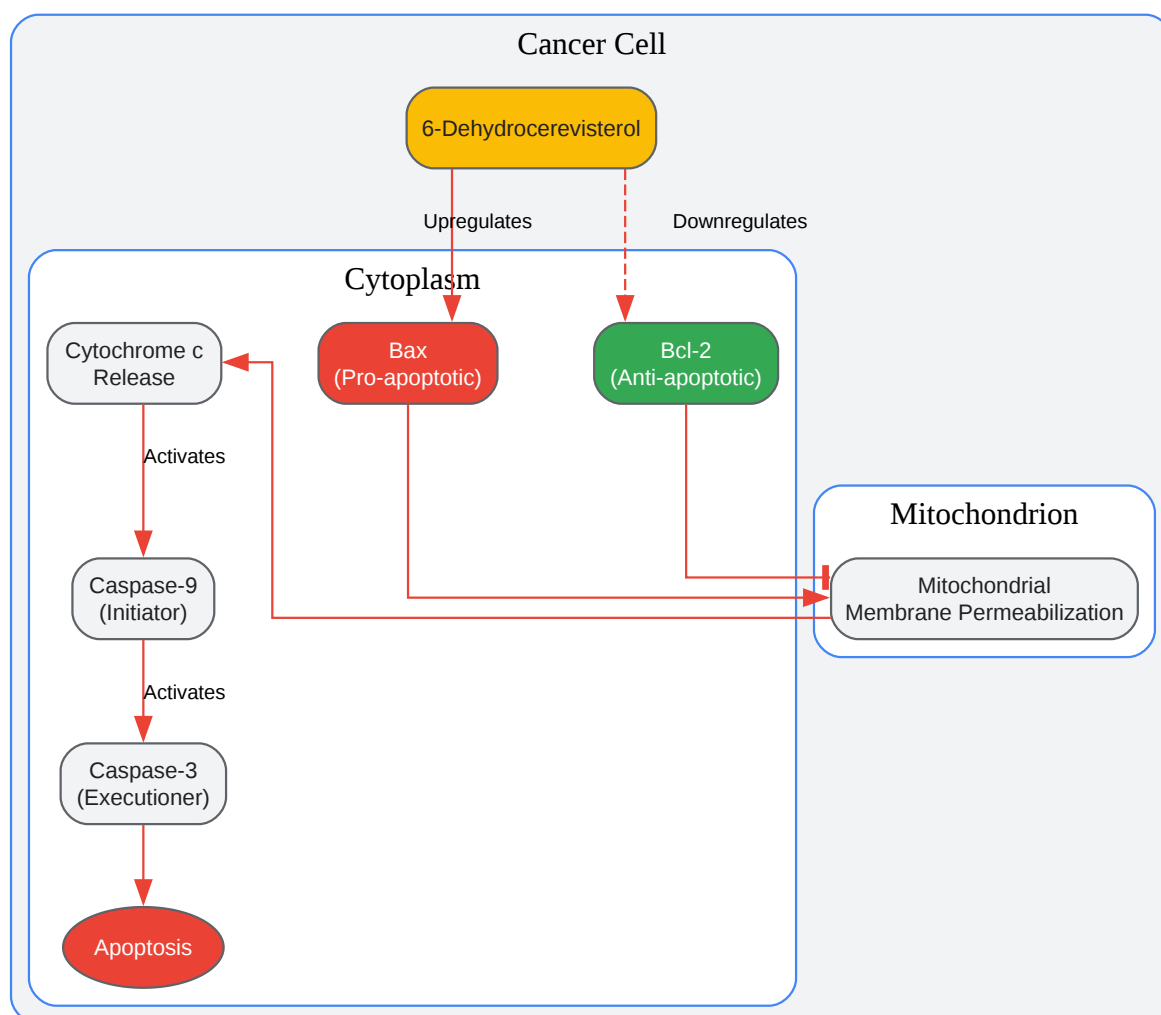 Cancer Cell
6-Dehydrocerevisterol
Upregulates
Downregulates
Cytoplasm
Cytochrome c
Release
Bax
(Pro-apoptotic)
Bcl-2
(Anti-apoptotic)
Activates
Mitochondrion
Caspase-9
(Initiator)
Mitochondrial
Membrane Permeabilization
Activates
Caspase-3
(Executioner)
Apoptosis